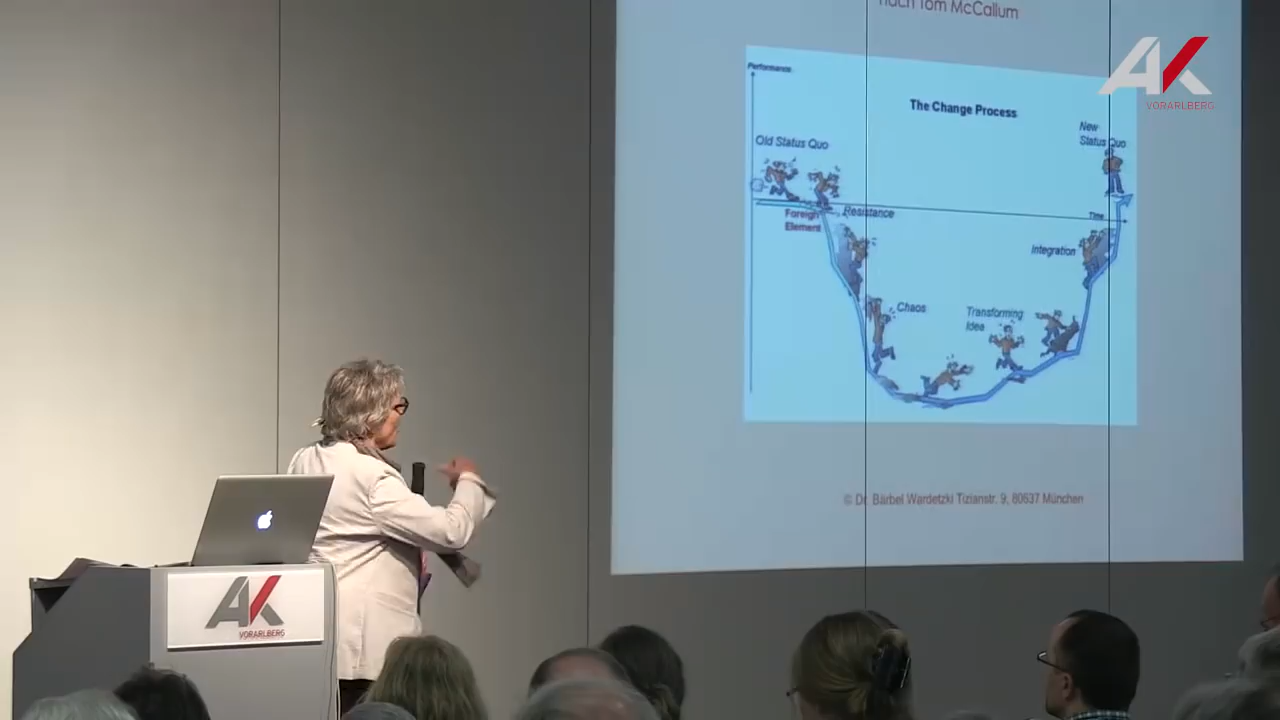 nach Tom McCallum
AK
VORARLBERG
Performance
The Change Process
New
Status Quo
Old Status Quo
Foreign
Element
Resistance
Time
Integration
Chaos
Transforming
Idea
© Dr. Bärbel Wardetzki Tizianstr. 9, 80637 München
AK
VORARLBERG